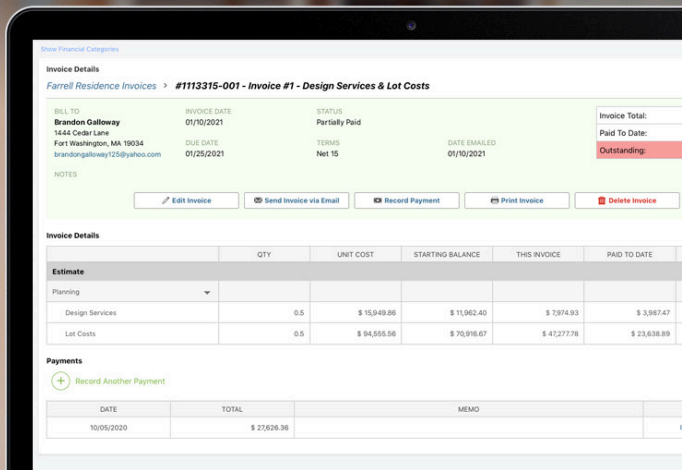 Show Financial Categories
Invoice Details
Farrell Residence Invoices > #1113315-001 - Invoice #1 - Design Services & Lot Costs
BILL TO
Brandon Galloway
1444 Cedar Lane
Fort Washington, MA 19034
brandongalloway125@yahoo.com
INVOICE DATE
01/10/2021
DUE DATE
01/25/2021
STATUS
Partially Paid
TERMS
Net 15
DATE EMAILED
01/10/2021
Invoice Total:
Paid To Date:
Outstanding:
NOTES
Edit Invoice Send Invoice via Email Record Payment Print Invoice Delete Invoice
Invoice Details
QTY UNIT COST STARTING BALANCE THIS INVOICE PAID TO DATE
Estimate
Planning
Design Services 0.5 $ 15,949.86 $ 11,962.40 $ 7,974.93 $ 3,987.47
Lot Costs 0.5 $ 94,555.56 $ 70,916.67 $ 47,277.78 $ 23,638.89
Payments
Record Another Payment
DATE TOTAL MEMO
10/05/2020 $ 27,626.36